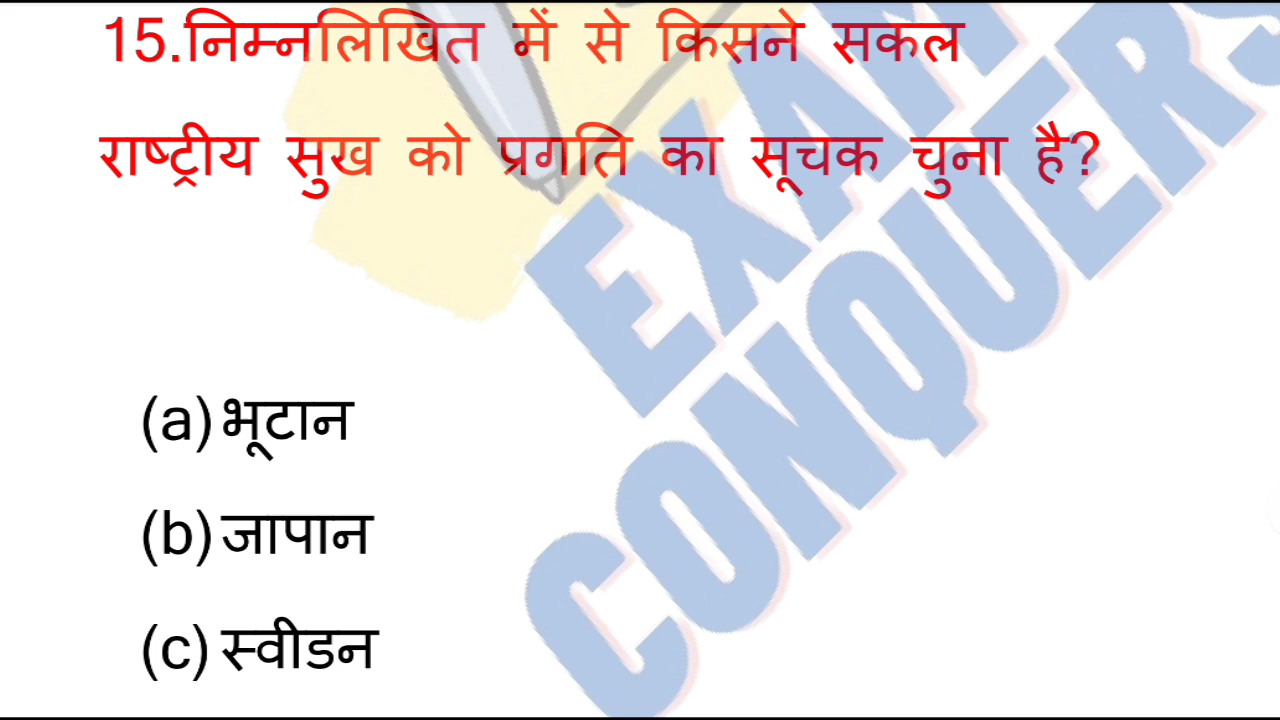 15.निम्नलिखित में से किसने सकल
राष्ट्रीय सुख को प्रगति का सूचक चुना है?
(a) भूटान
(b) जापान
(c) स्वीडन
EXAM
CONQUER